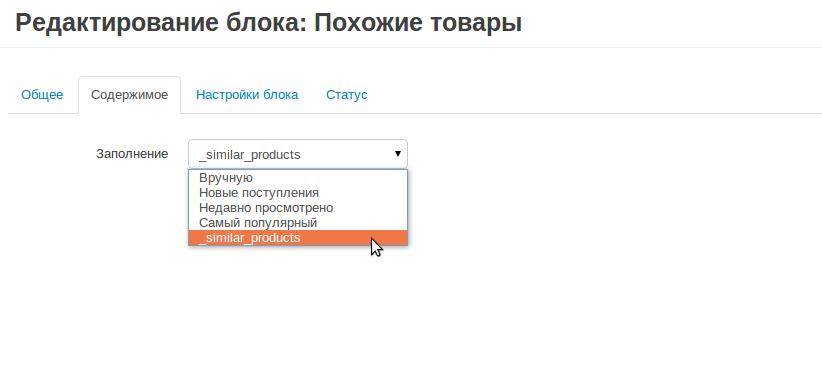 Редактирование блока: Похожие товары
Общее Содержимое Настройки блока Статус
Заполнение _similar_products
Вручную
Новые поступления
Недавно просмотрено
Самый популярный
_similar_products